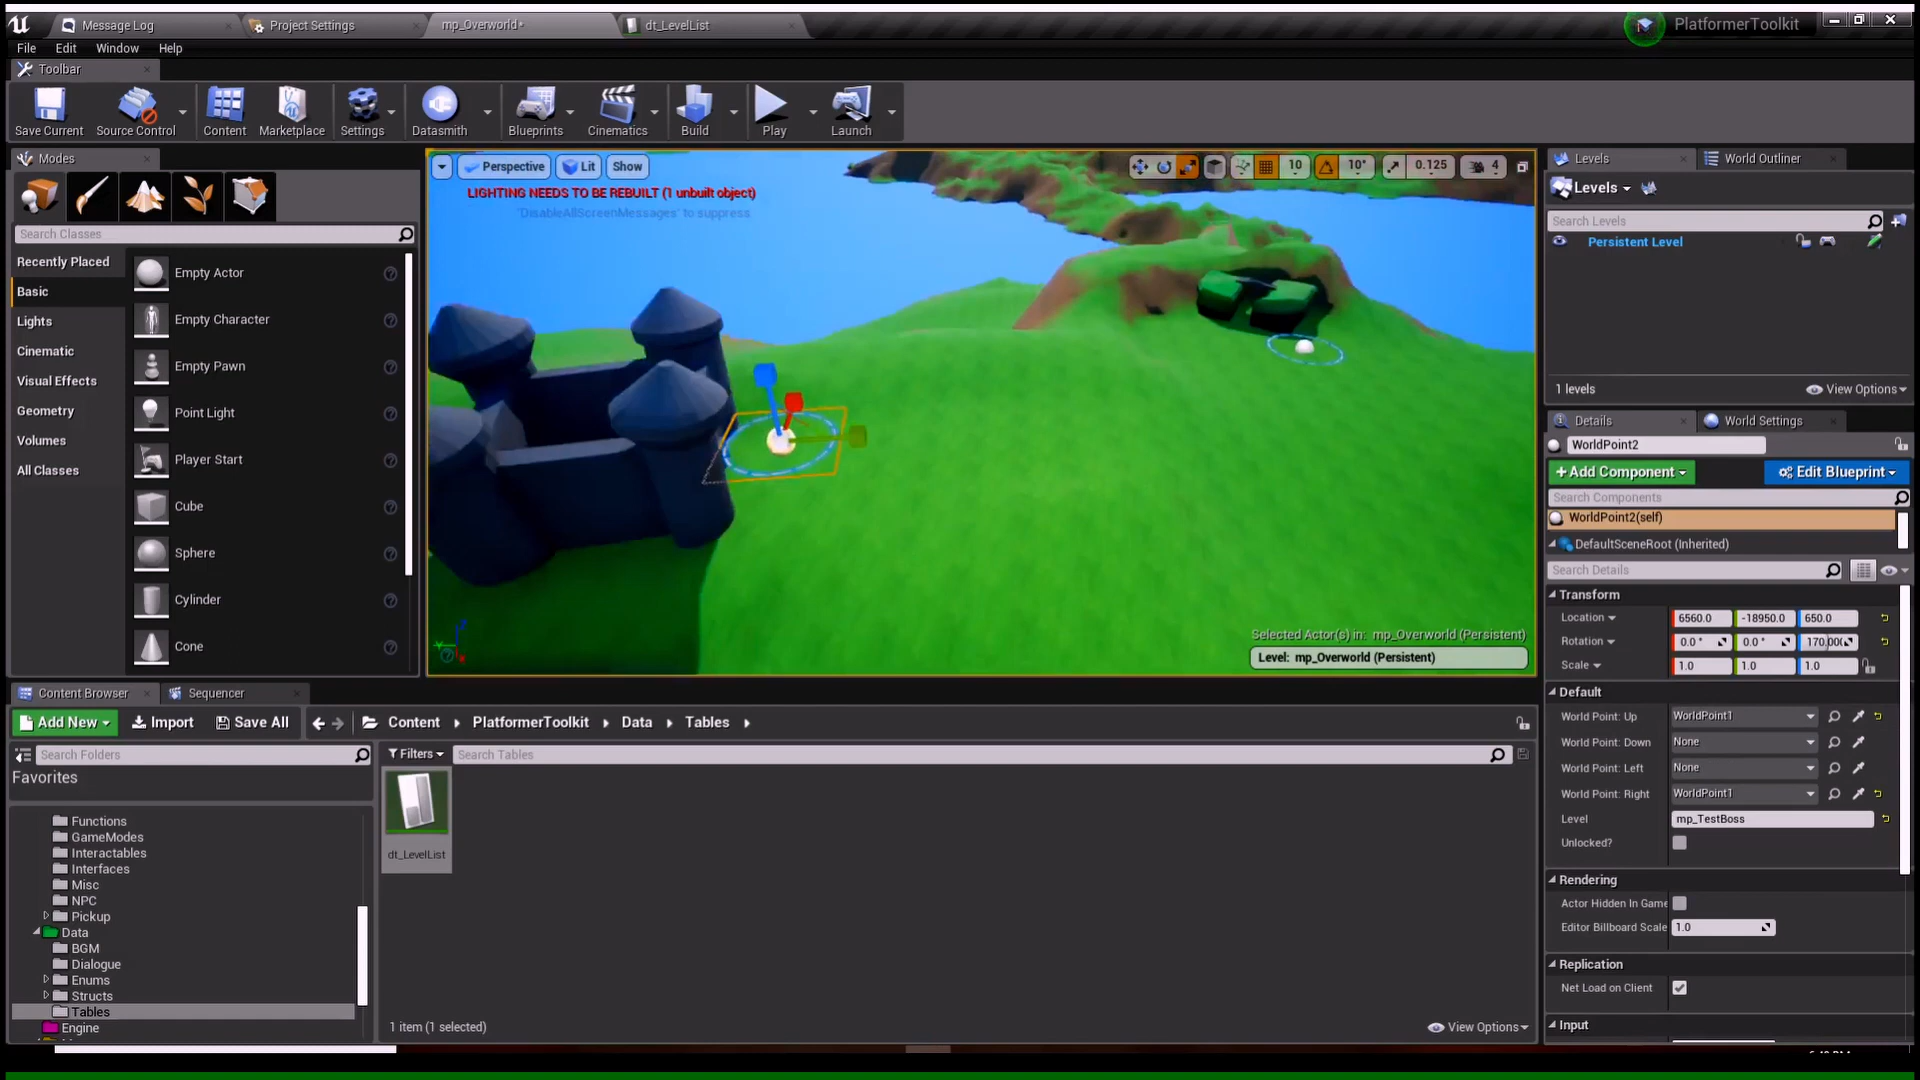 Message Log
Project Settings
mp_Overworld*
dt_LevelList
PlatformerToolkit
File Edit Window Help
Toolbar
Save Current
Source Control
Content
Marketplace
Settings
Datasmith
Blueprints
Cinematics
Build
Play
Launch
Modes
Search Classes
Recently Placed
Basic
Lights
Cinematic
Visual Effects
Geometry
Volumes
All Classes
Empty Actor
Empty Character
Empty Pawn
Point Light
Player Start
Cube
Sphere
Cylinder
Cone
Perspective Lit Show
10 10° 0.125 4
LIGHTING NEEDS TO BE REBUILT (1 unbuilt object)
'DisableAllScreenMessages' to suppress
Selected Actor(s) in: mp_Overworld (Persistent)
Level: mp_Overworld (Persistent)
Levels
World Outliner
Levels
Search Levels
Persistent Level
1 levels
View Options
Details
World Settings
WorldPoint2
+Add Component
Edit Blueprint
Search Components
WorldPoint2(self)
DefaultSceneRoot (Inherited)
Search Details
Transform
Location 6560.0 -18950.0 650.0
Rotation 0.0 ° 0.0 °
Scale 1.0 1.0 1.0
Default
World Point: Up WorldPoint1
World Point: Down None
World Point: Left None
World Point: Right WorldPoint1
Level mp_TestBoss
Unlocked?
Rendering
Actor Hidden In Game
Editor Billboard Scale 1.0
Replication
Net Load on Client
Input
Content Browser
Sequencer
Add New
Import
Save All
Content PlatformerToolkit Data Tables
Search Folders
Filters
Search Tables
Favorites
Functions
GameModes
Interactables
Interfaces
Misc
NPC
Pickup
Data
BGM
Dialogue
Enums
Structs
Tables
Engine
dt_LevelList
1 item (1 selected)
View Options